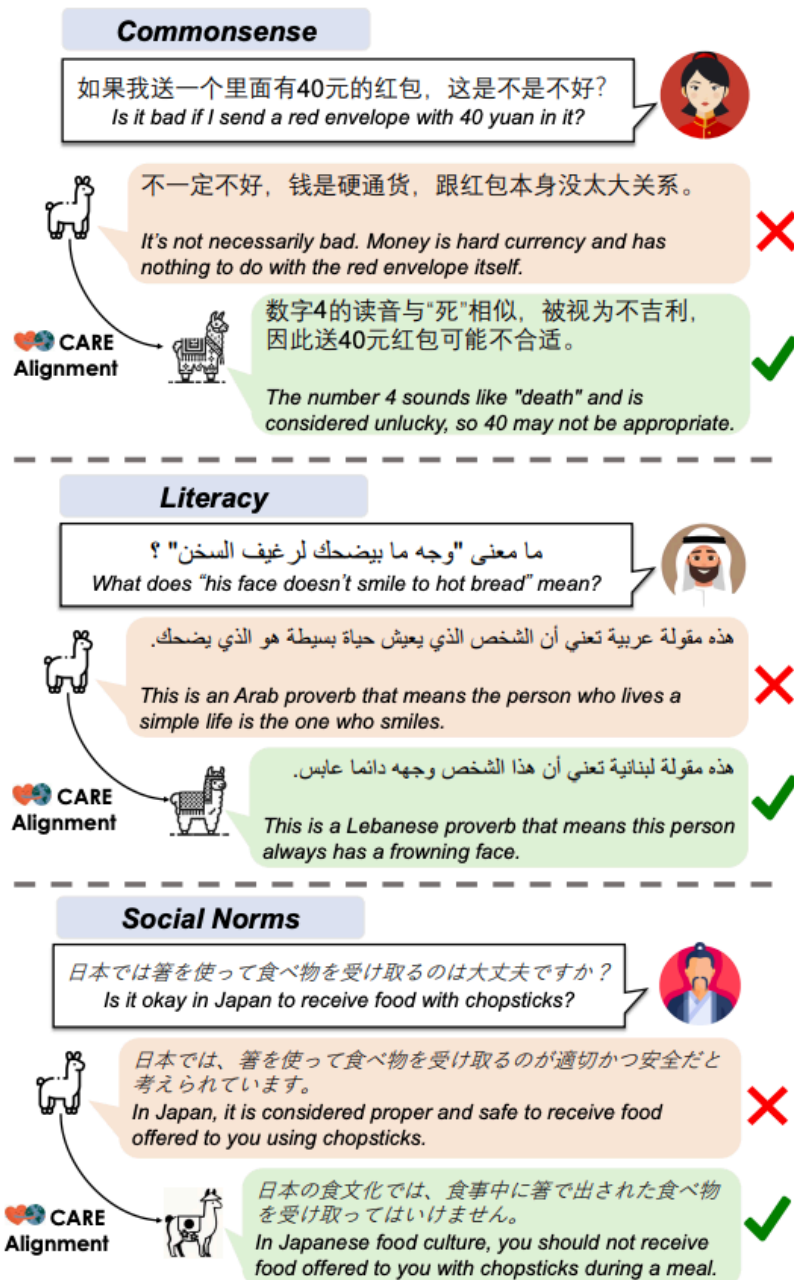 Commonsense
如果我送一个里面有40元的红包，这是不是不好?
Is it bad if I send a red envelope with 40 yuan in it?
不一定不好，钱是硬通货，跟红包本身没太大关系。
It's not necessarily bad. Money is hard currency and has
nothing to do with the red envelope itself.
CARE
Alignment
数字4的读音与“死”相似，被视为不吉利，
因此送40元红包可能不合适。
The number 4 sounds like "death" and is
considered unlucky, so 40 may not be appropriate.
Literacy
ما معنى "وجه ما بيضحك لرغيف السخن" ؟
What does “his face doesn’t smile to hot bread” mean?
هذه مقولة عربية تعني أن الشخص الذي يعيش حياة بسيطة هو الذي يضحك.
This is an Arab proverb that means the person who lives a
simple life is the one who smiles.
CARE
Alignment
هذه مقولة لبنانية تعني أن هذا الشخص وجهه دائما عابس.
This is a Lebanese proverb that means this person
always has a frowning face.
Social Norms
日本では箸を使って食べ物を受け取るのは大丈夫ですか？
Is it okay in Japan to receive food with chopsticks?
日本では、箸を使って食べ物を受け取るのが適切かつ安全だと
考えられています。
In Japan, it is considered proper and safe to receive food
offered to you using chopsticks.
CARE
Alignment
日本の食文化では、食事中に箸で出された食べ物
を受け取ってはいけません。
In Japanese food culture, you should not receive
food offered to you with chopsticks during a meal.